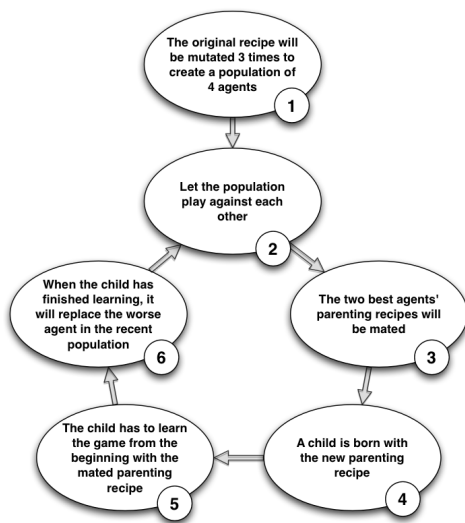 The original recipe will
be mutated 3 times to
create a population of
4 agents
1
Let the population
play against each
other
2
The two best agents'
parenting recipes will
be mated
3
A child is born with
the new parenting
recipe
4
The child has to learn
the game from the
beginning with the
mated parenting
recipe
5
When the child has
finished learning, it
will replace the worse
agent in the recent
population
6